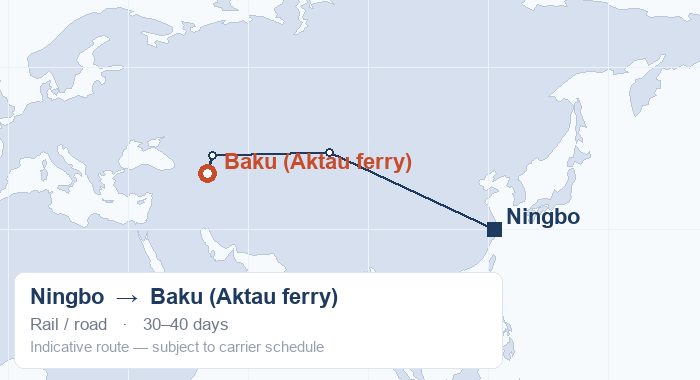 Baku (Aktau ferry)
Ningbo
Ningbo → Baku (Aktau ferry)
Rail / road · 30–40 days
Indicative route — subject to carrier schedule